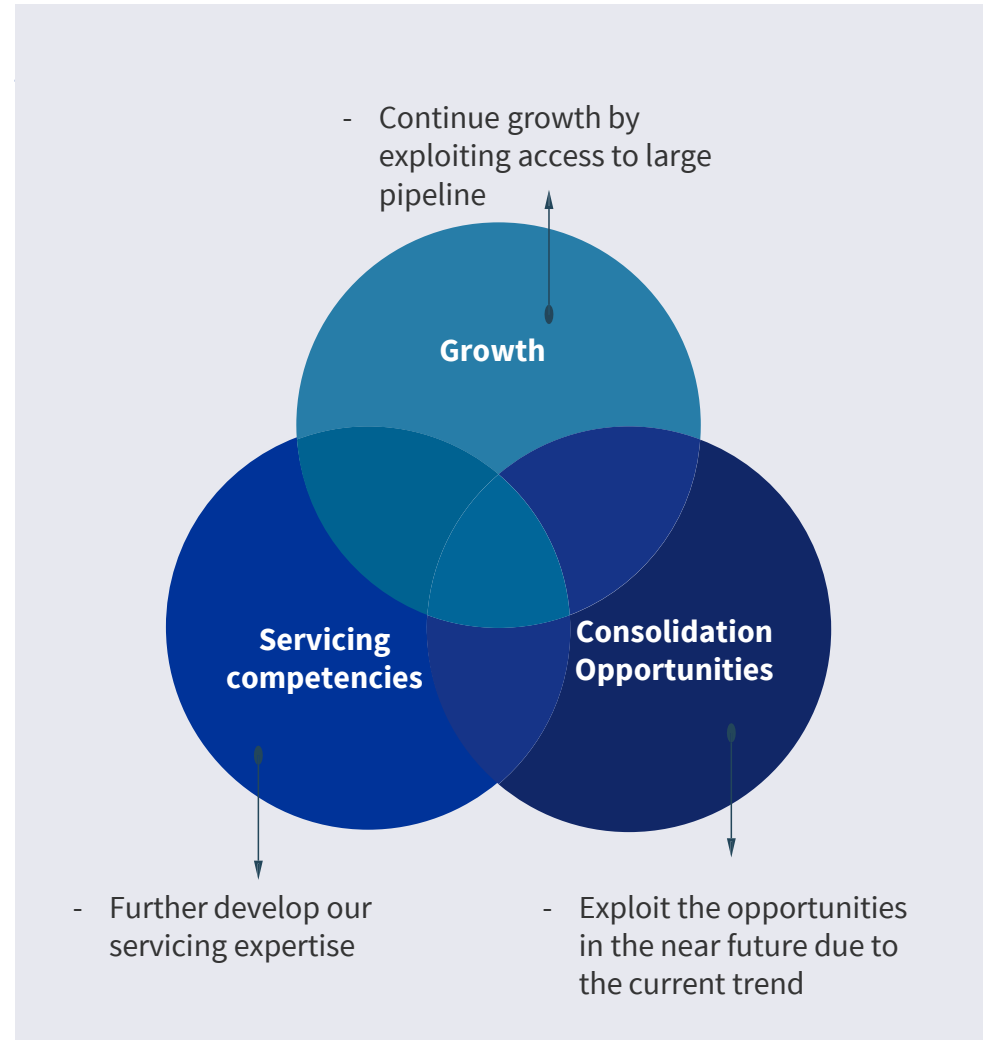 - Continue growth by
exploiting access to large
pipeline
Growth
Servicing
competencies
Consolidation
Opportunities
- Further develop our
servicing expertise
- Exploit the opportunities
in the near future due to
the current trend